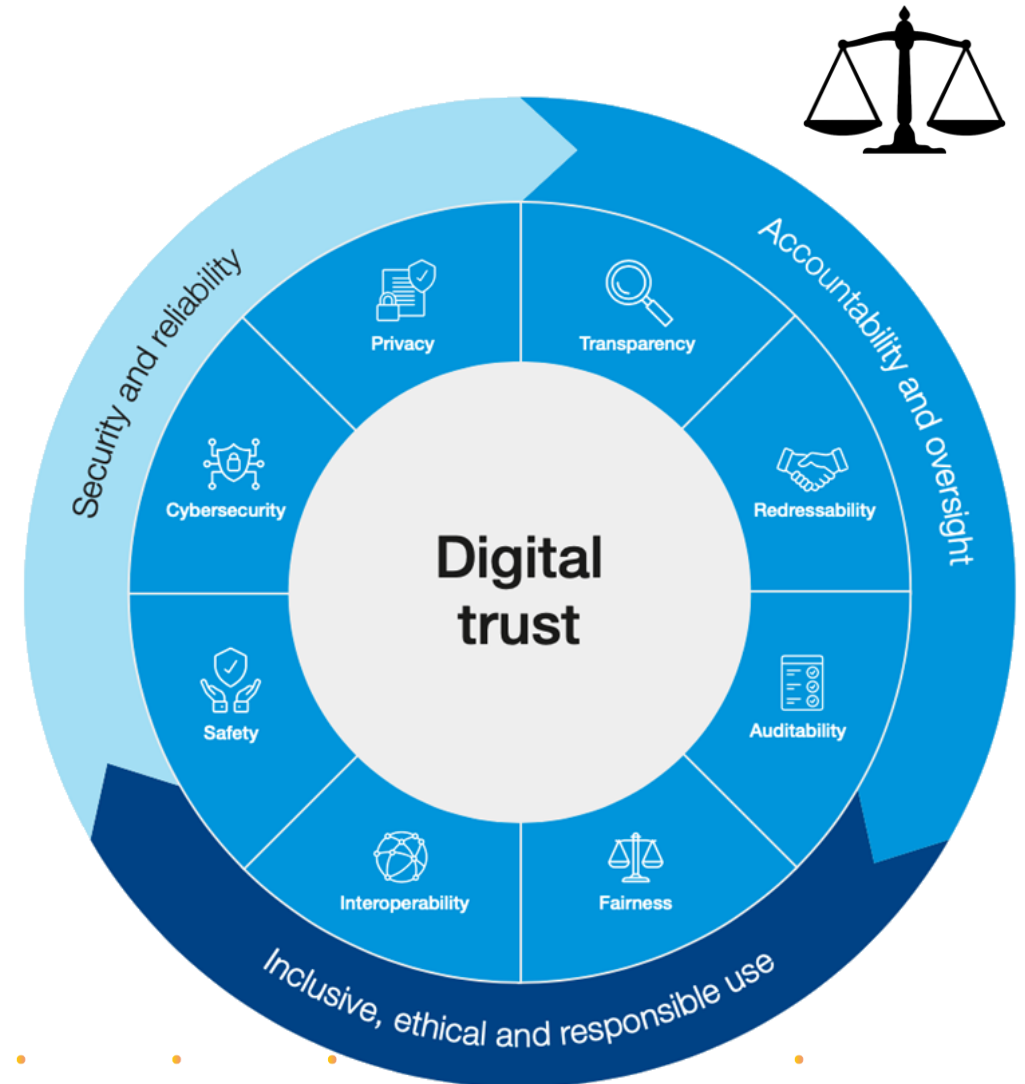 Security and reliability
Accountability and oversight
Privacy
Transparency
Cybersecurity
Redressability
Digital
trust
Safety
Auditability
Interoperability
Fairness
Inclusive, ethical and responsible use